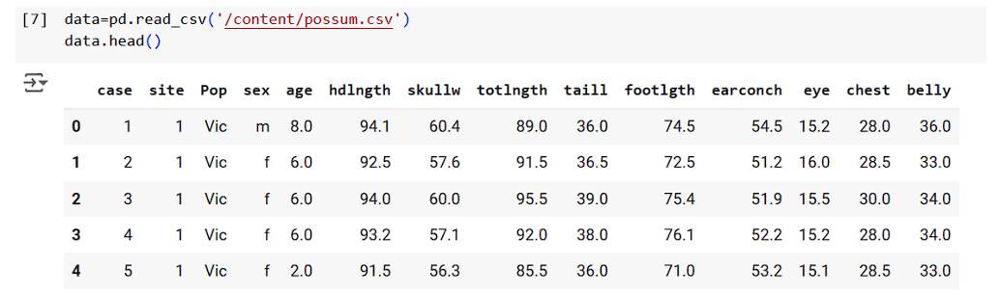 [7] data=pd.read_csv('/content/possum.csv')
data.head()
case site Pop sex age hdlngth skullw totlngth taill footlgth earconch eye chest belly
0 1 1 Vic m 8.0 94.1 60.4 89.0 36.0 74.5 54.5 15.2 28.0 36.0
1 2 1 Vic f 6.0 92.5 57.6 91.5 36.5 72.5 51.2 16.0 28.5 33.0
2 3 1 Vic f 6.0 94.0 60.0 95.5 39.0 75.4 51.9 15.5 30.0 34.0
3 4 1 Vic f 6.0 93.2 57.1 92.0 38.0 76.1 52.2 15.2 28.0 34.0
4 5 1 Vic f 2.0 91.5 56.3 85.5 36.0 71.0 53.2 15.1 28.5 33.0